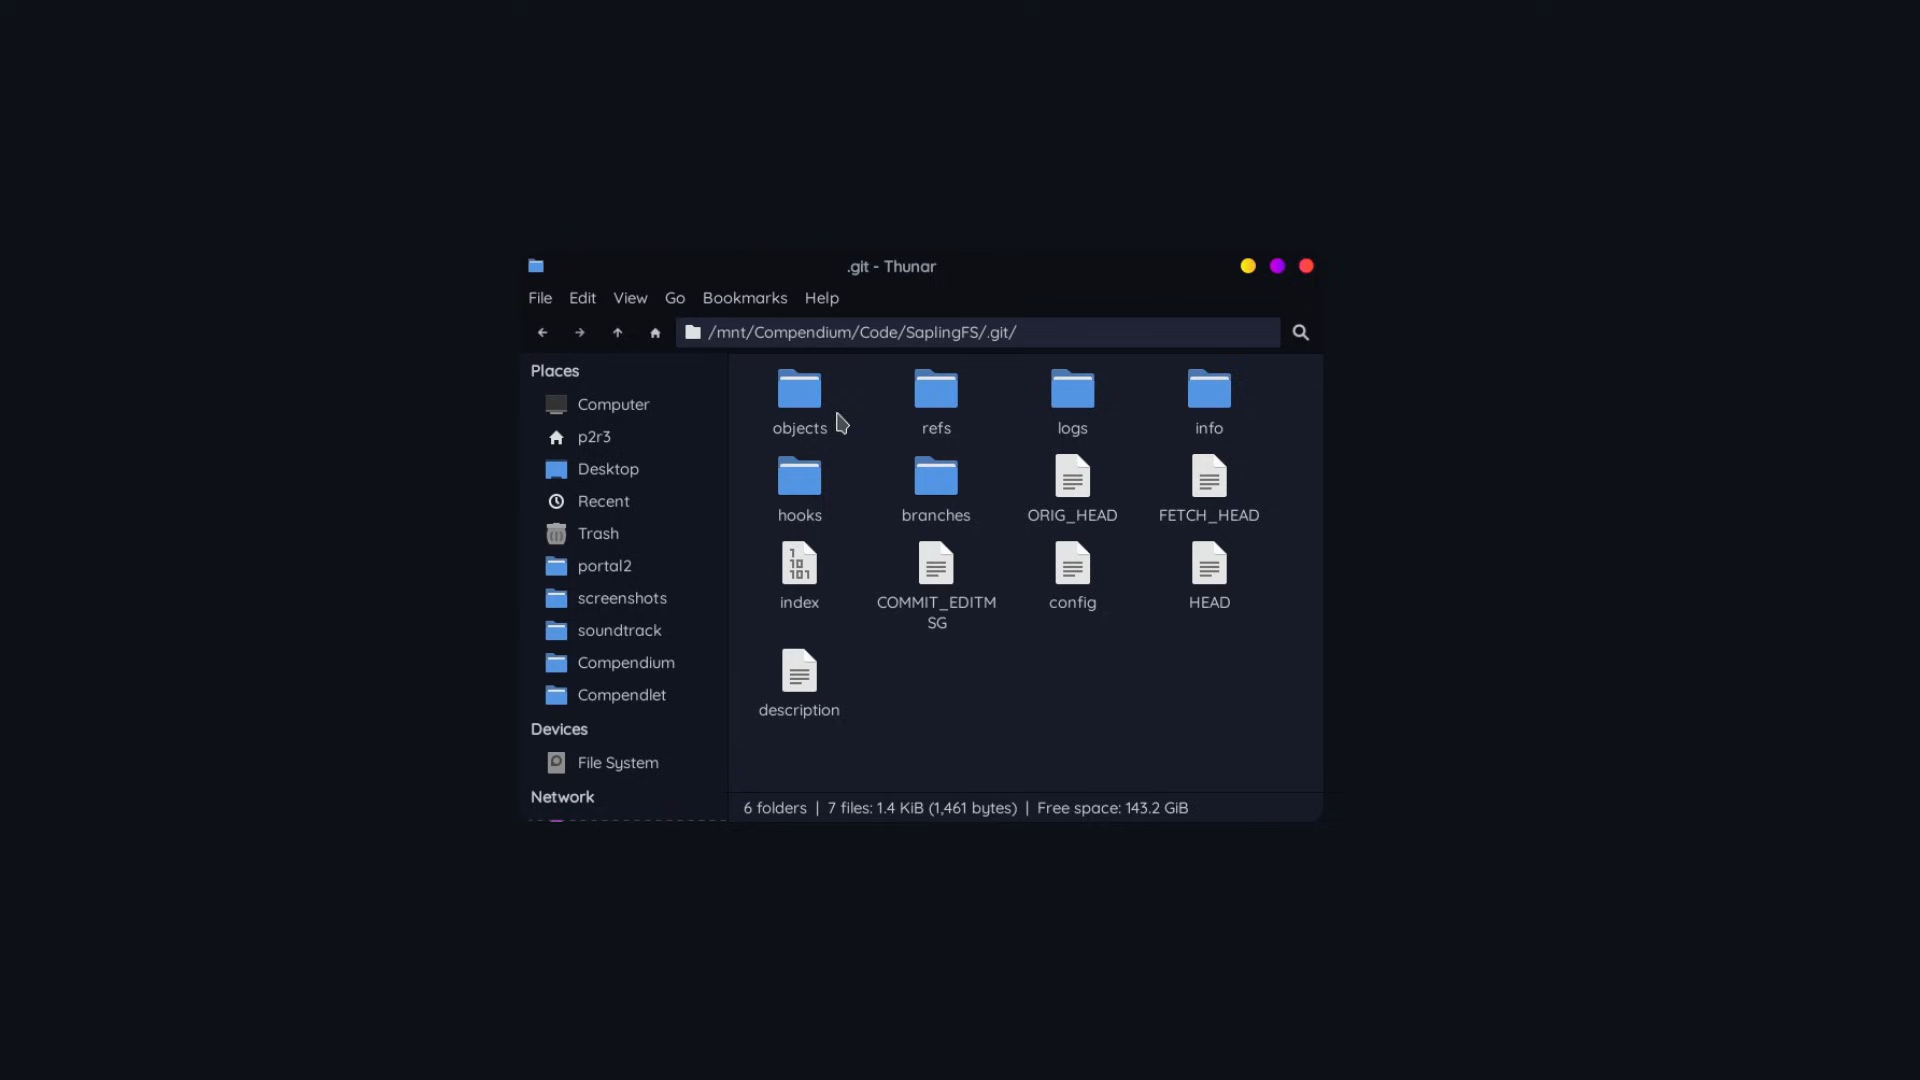 .git - Thunar
File Edit View Go Bookmarks Help
/mnt/Compendium/Code/SaplingFS/.git/
Places
Computer
p2r3
Desktop
Recent
Trash
portal2
screenshots
soundtrack
Compendium
Compendlet
Devices
File System
Network
objects refs logs info
hooks branches ORIG_HEAD FETCH_HEAD
index COMMIT_EDITM config HEAD
SG
description
6 folders | 7 files: 1.4 KiB (1,461 bytes) | Free space: 143.2 GiB